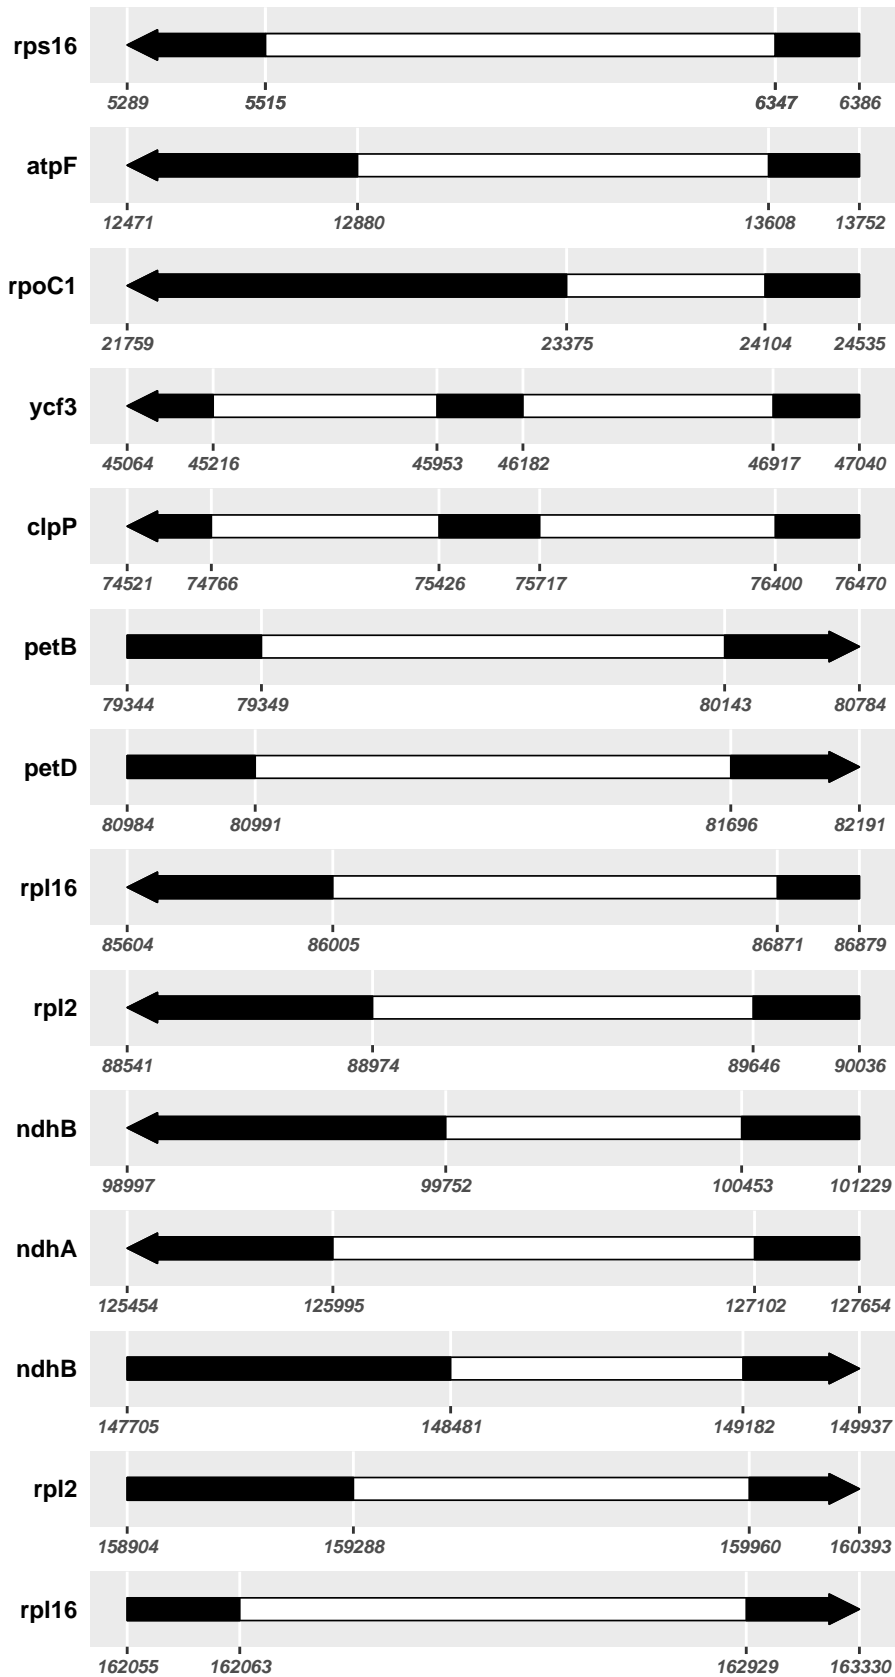 rps16
5289 5515 6347 6386
atpF
12471 12880 13608 13752
rpoC1
21759 23375 24104 24535
ycf3
45064 45216 45953 46182 46917 47040
clpP
74521 74766 75426 75717 76400 76470
petB
79344 79349 80143 80784
petD
80984 80991 81696 82191
rpl16
85604 86005 86871 86879
rpl2
88541 88974 89646 90036
ndhB
98997 99752 100453 101229
ndhA
125454 125995 127102 127654
ndhB
147705 148481 149182 149937
rpl2
158904 159288 159960 160393
rpl16
162055 162063 162929 163330